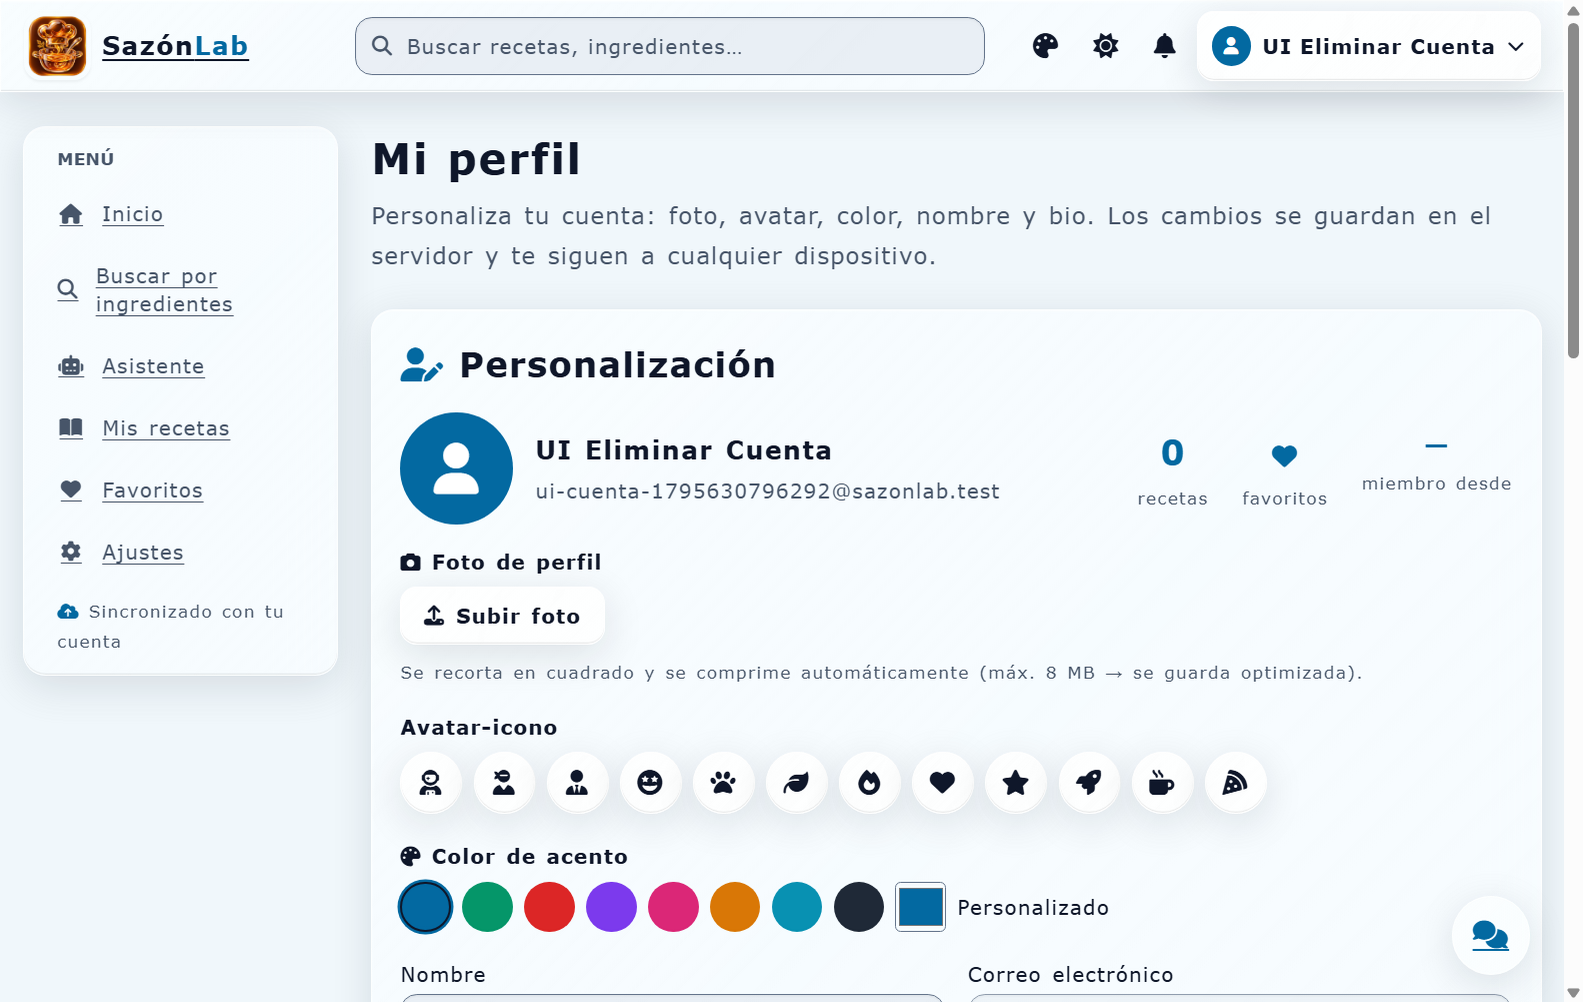 SazónLab
Buscar recetas, ingredientes...
UI Eliminar Cuenta
MENÚ
Inicio
Buscar por
ingredientes
Asistente
Mis recetas
Favoritos
Ajustes
Sincronizado con tu
cuenta
Mi perfil
Personaliza tu cuenta: foto, avatar, color, nombre y bio. Los cambios se guardan en el
servidor y te siguen a cualquier dispositivo.
Personalización
UI Eliminar Cuenta
ui-cuenta-1795630796292@sazonlab.test
0
recetas
favoritos
—
miembro desde
Foto de perfil
Subir foto
Se recorta en cuadrado y se comprime automáticamente (máx. 8 MB → se guarda optimizada).
Avatar-icono
Color de acento
Personalizado
Nombre
Correo electrónico